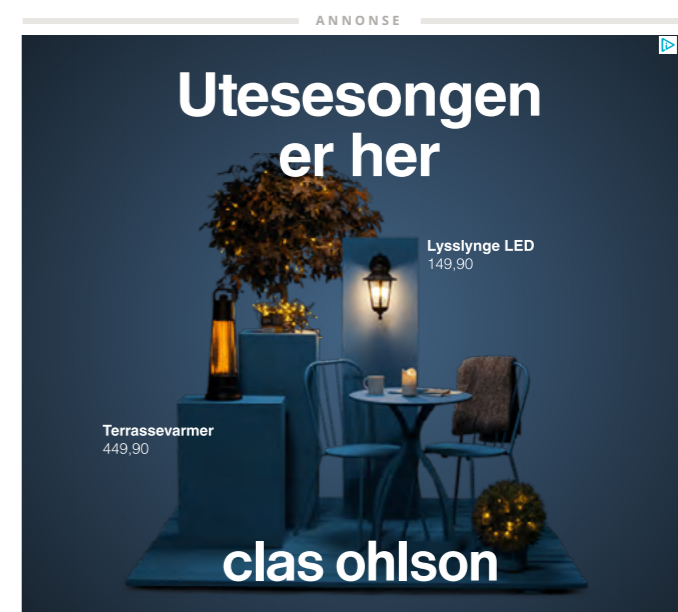 ANNONSE
Utesesongen
er her
Lysslynge LED
149,90
Terrassevarmer
449,90
clas ohlson